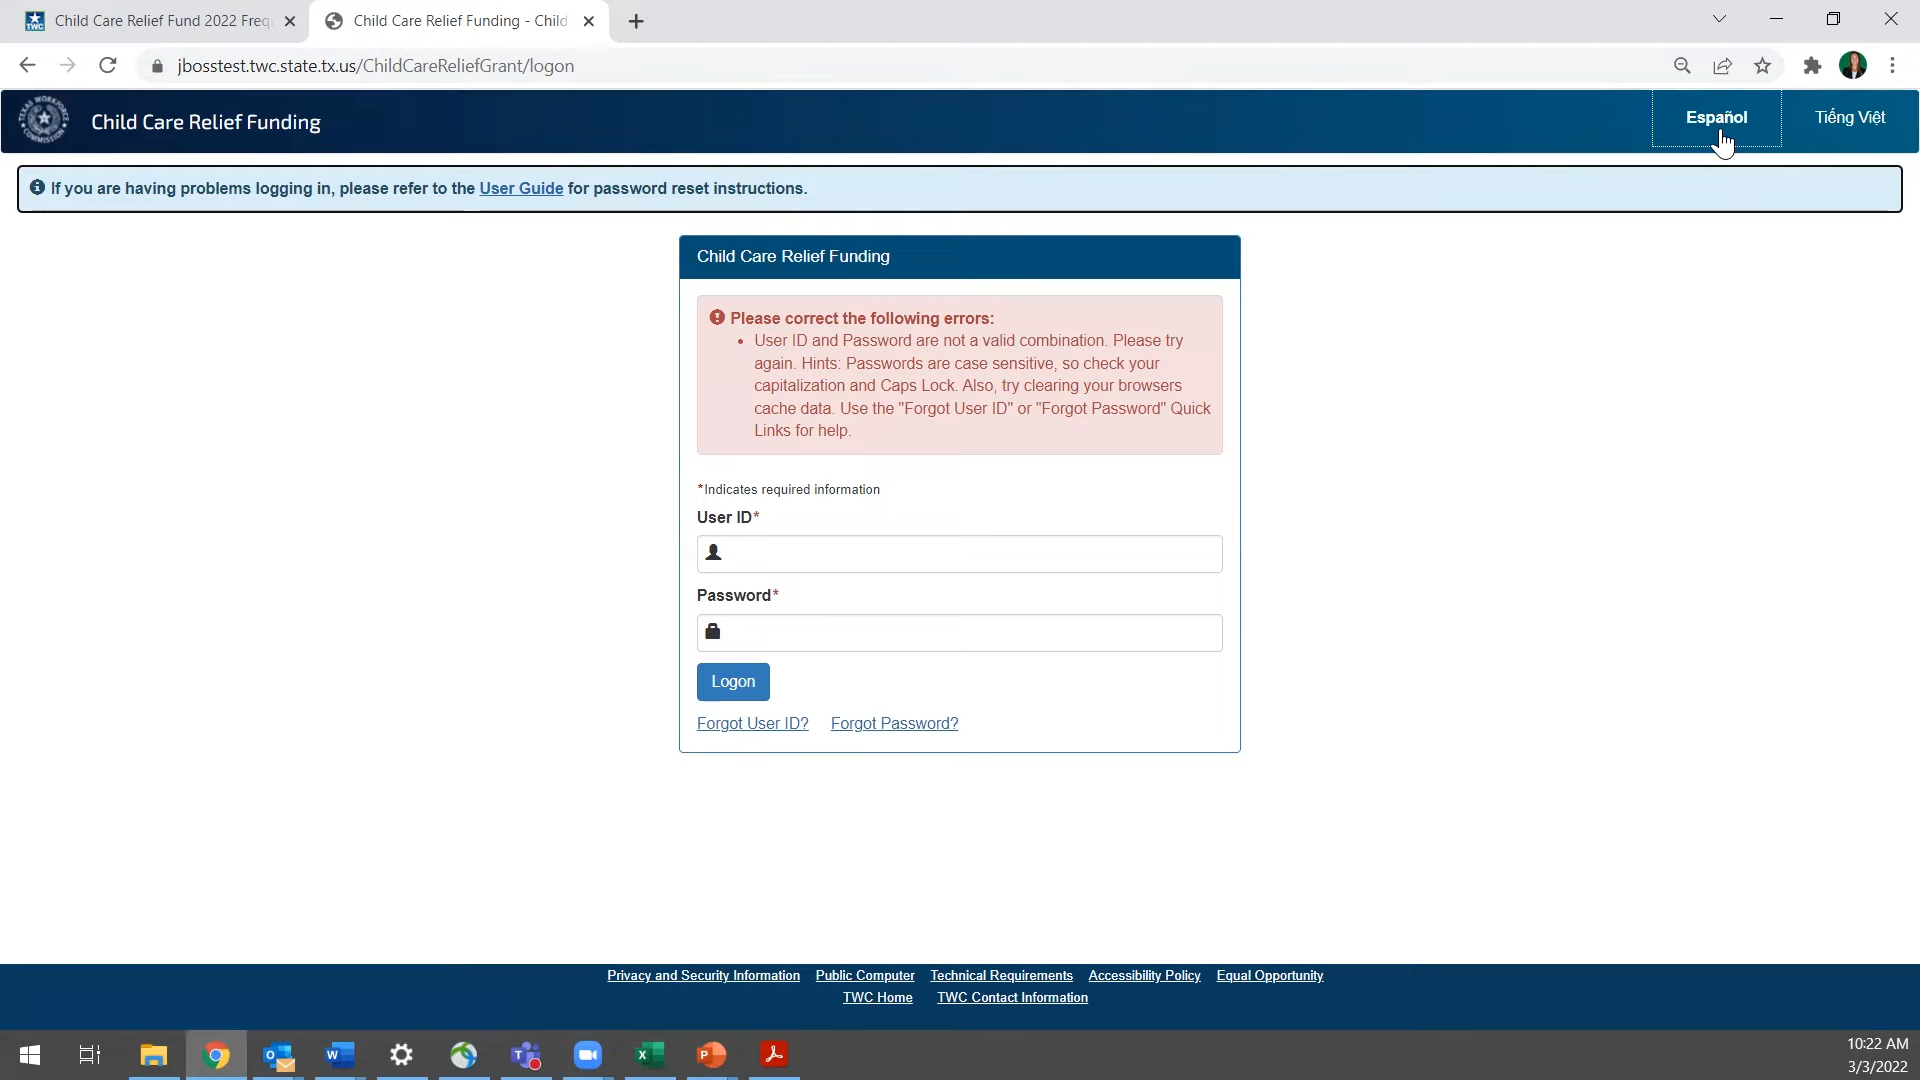 Child Care Relief Fund 2022 Freq
Child Care Relief Funding - Child
jbosstest.twc.state.tx.us/ChildCareReliefGrant/logon
TEXAS WORKFORCE COMMISSION
Child Care Relief Funding
Español
Tiếng Việt
If you are having problems logging in, please refer to the User Guide for password reset instructions.
Child Care Relief Funding
Please correct the following errors:
• User ID and Password are not a valid combination. Please try
again. Hints: Passwords are case sensitive, so check your
capitalization and Caps Lock. Also, try clearing your browsers
cache data. Use the "Forgot User ID" or "Forgot Password" Quick
Links for help.
*Indicates required information
User ID*
Password*
Logon
Forgot User ID? Forgot Password?
Privacy and Security Information Public Computer Technical Requirements Accessibility Policy Equal Opportunity
TWC Home TWC Contact Information
10:22 AM
3/3/2022